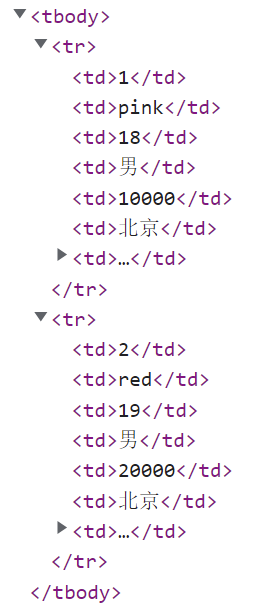 <tbody>
<tr>
<td>1</td>
<td>pink</td>
<td>18</td>
<td>男</td>
<td>10000</td>
<td>北京</td>
<td>…</td>
</tr>
<tr>
<td>2</td>
<td>red</td>
<td>19</td>
<td>男</td>
<td>20000</td>
<td>北京</td>
<td>…</td>
</tr>
</tbody>